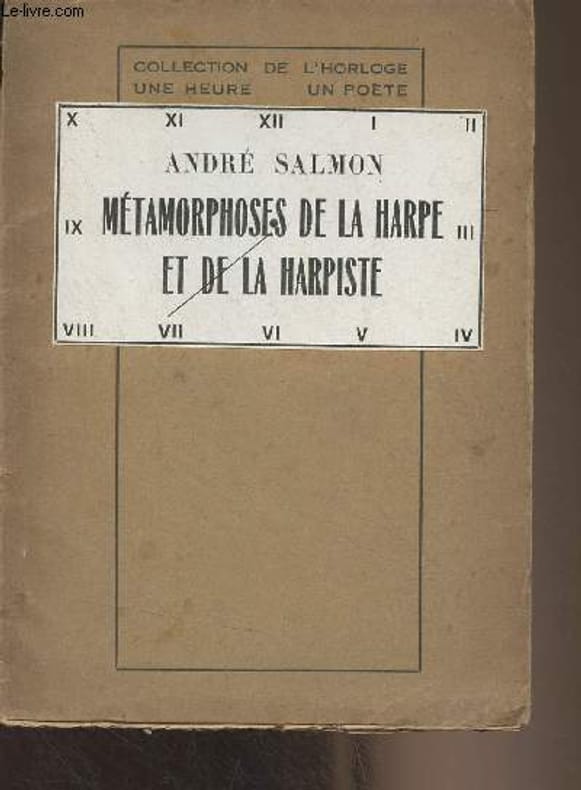 Le-livre.com
COLLECTION DE L'HORLOGE
UNE HEURE UN POÈTE
X XI XII I II
ANDRÉ SALMON
IX MÉTAMORPHOSES DE LA HARPE III
ET DE LA HARPISTE
VIII VII VI V IV